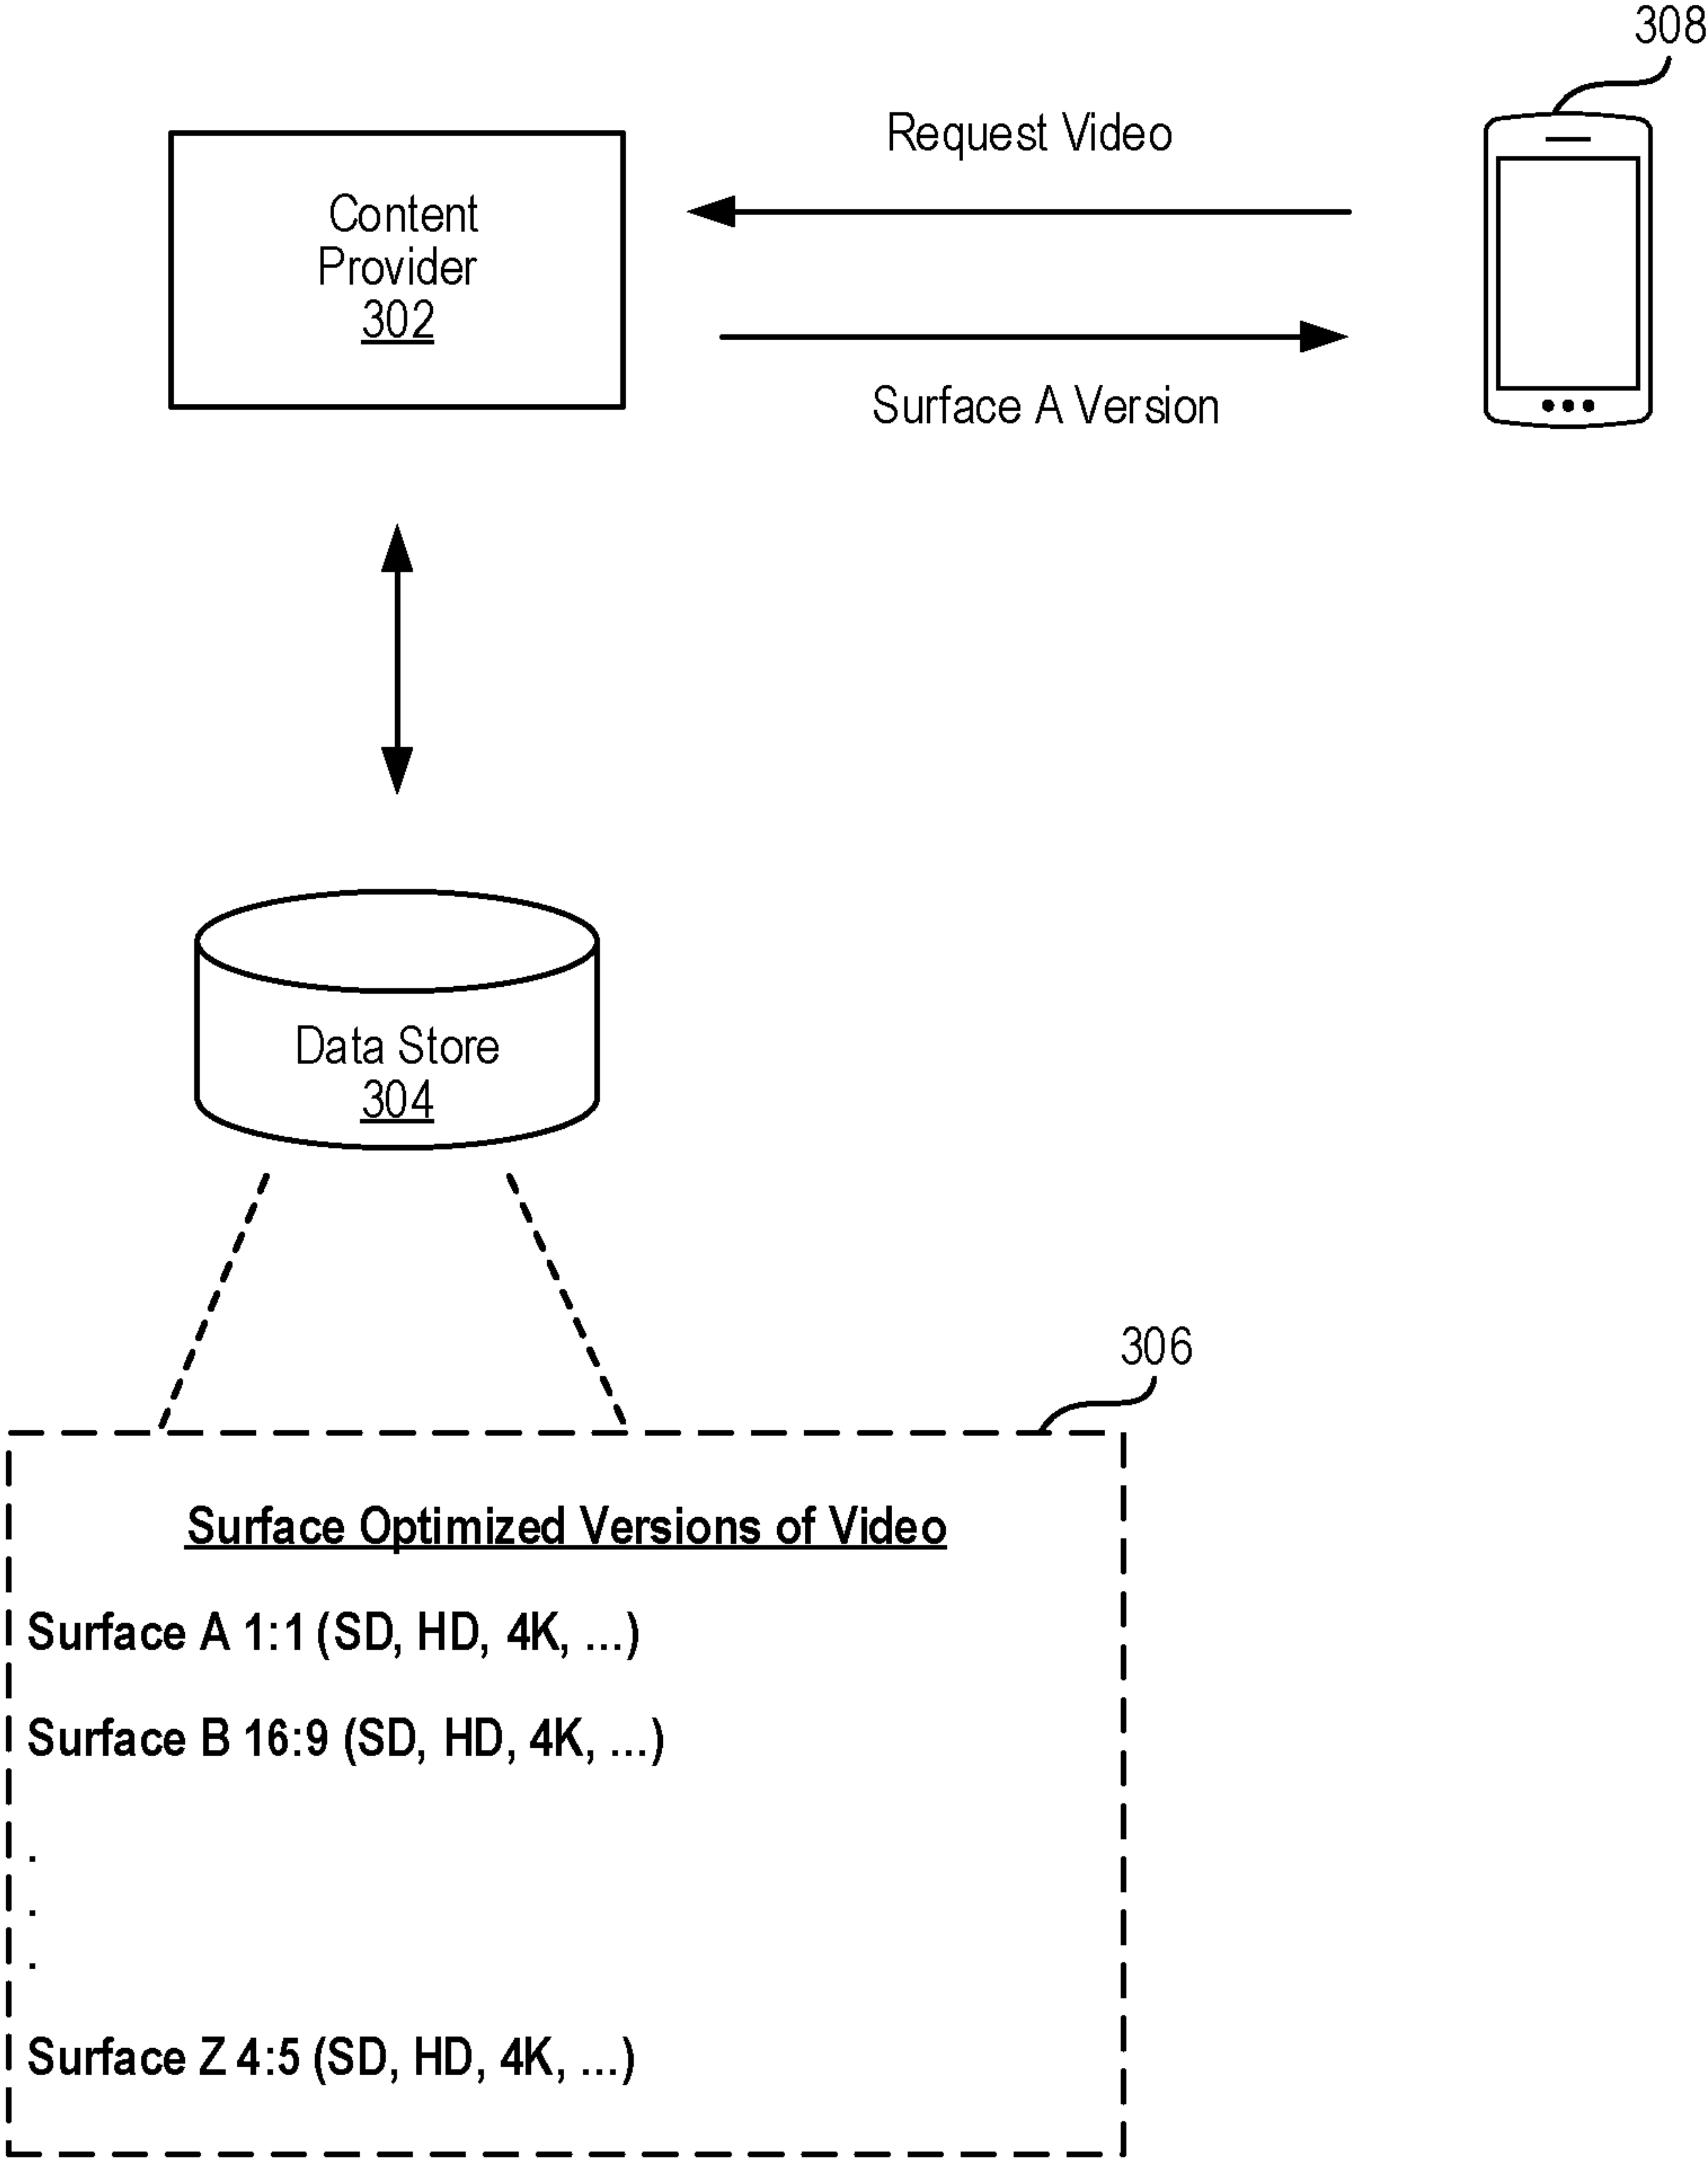 308
Request Video
Content
Provider
302
Surface A Version
Data Store
304
306
Surface Optimized Versions of Video
Surface A 1:1 (SD, HD, 4K, ...)
Surface B 16:9 (SD, HD, 4K, ...)
.
.
.
Surface Z 4:5 (SD, HD, 4K, ...)